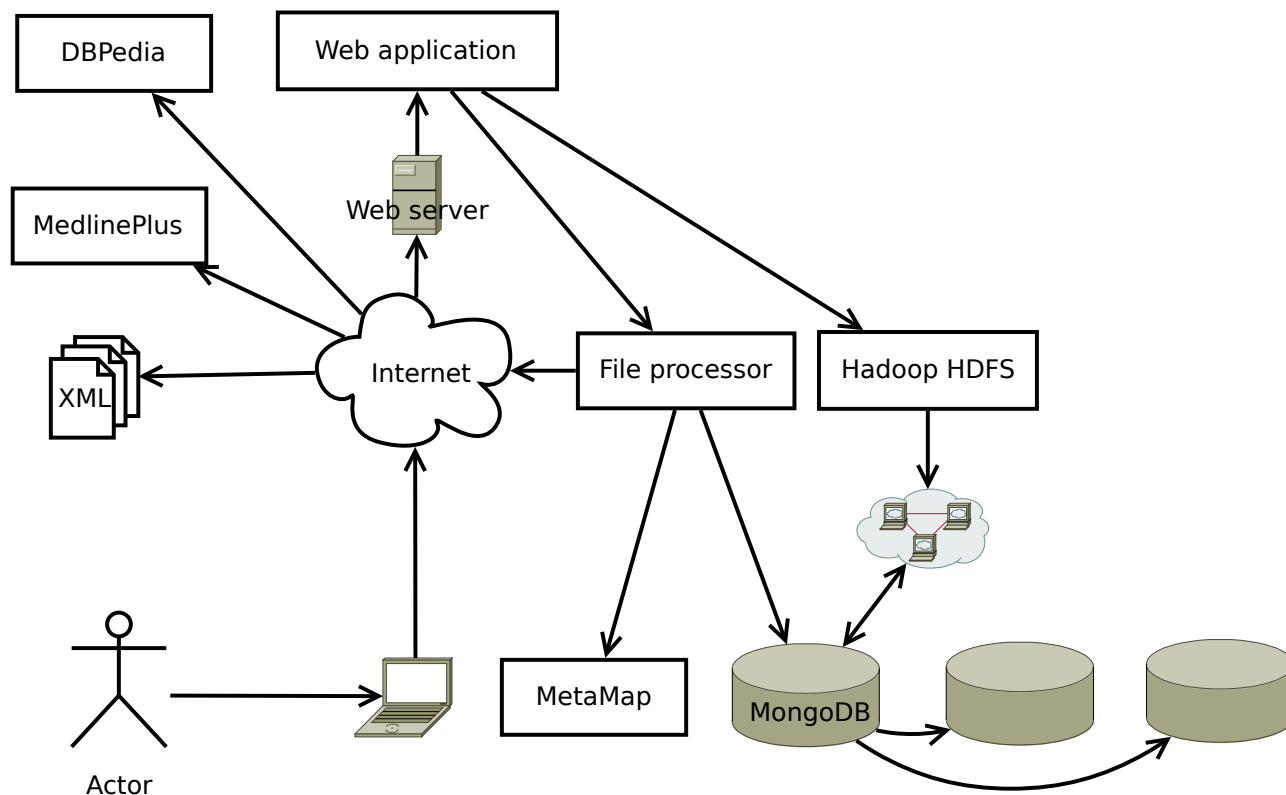 DBPedia
Web application
Web server
MedlinePlus
XML
Internet
File processor
Hadoop HDFS
MetaMap
MongoDB
Actor